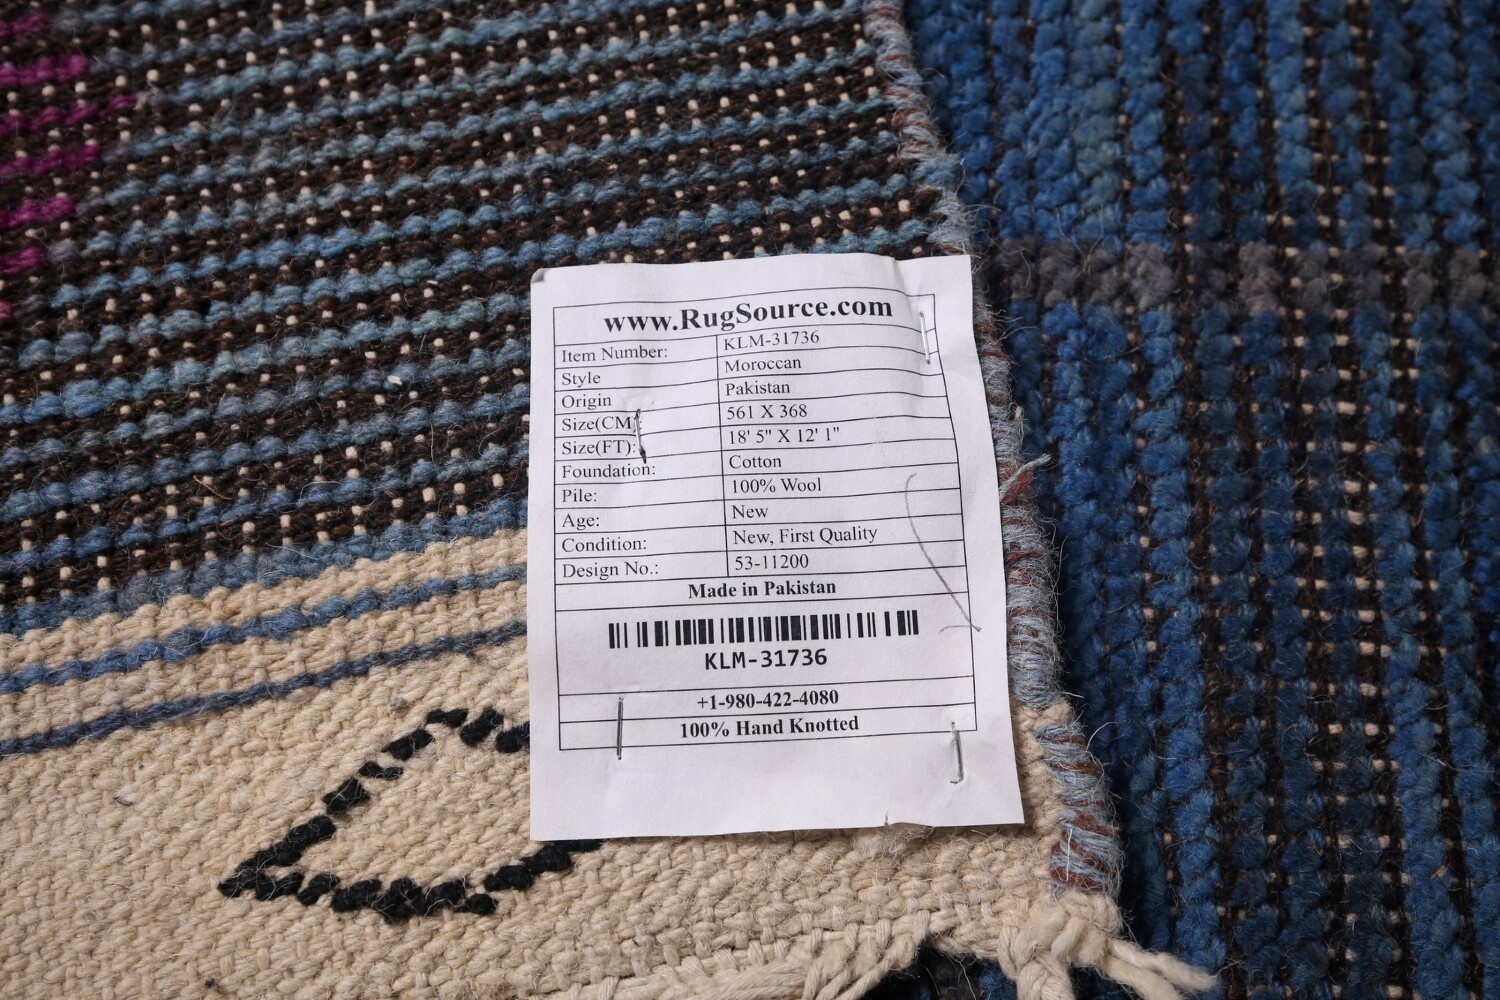 www.RugSource.com
Item Number: KLM-31736
Style Moroccan
Origin Pakistan
Size(CM) 561 X 368
Size(FT): 18' 5" X 12' 1"
Foundation: Cotton
Pile: 100% Wool
Age: New
Condition: New, First Quality
Design No.: 53-11200
Made in Pakistan
KLM-31736
+1-980-422-4080
100% Hand Knotted